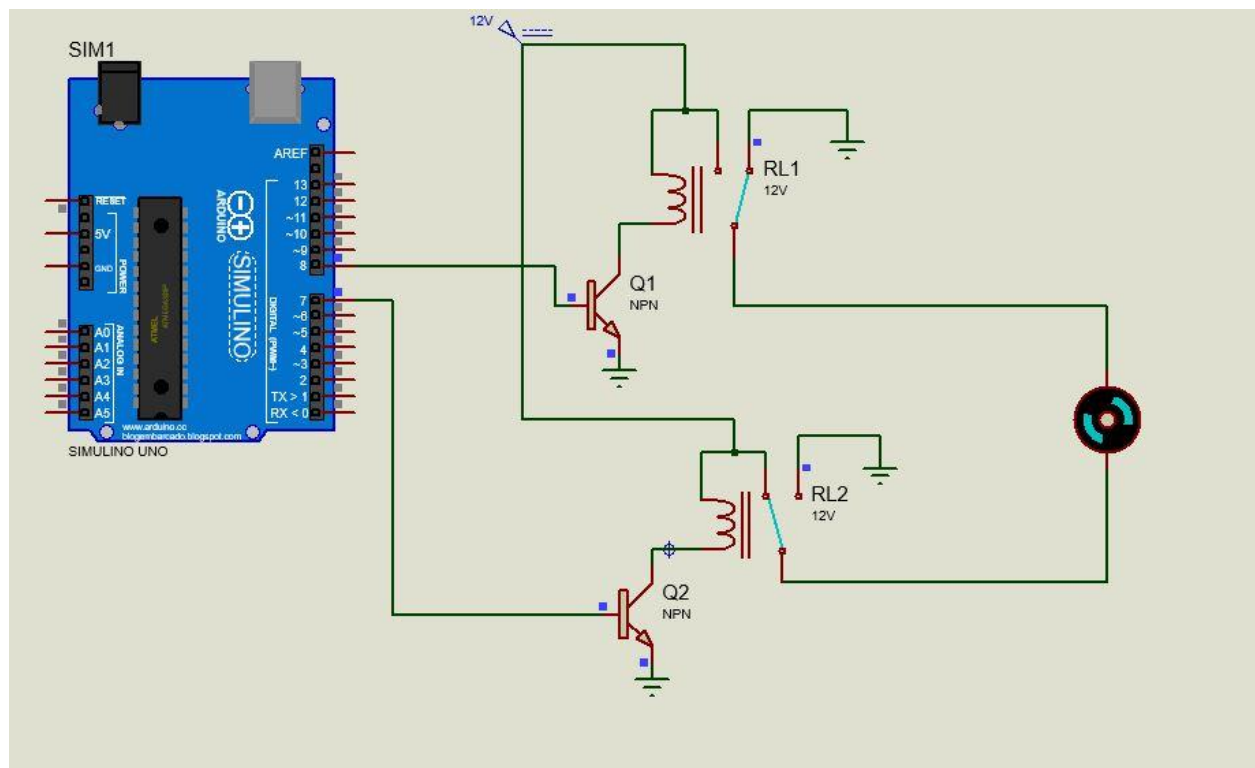 12V
SIM1
AREF
13
12
~11
~10
~9
8
7
~6
~5
4
~3
2
TX > 1
RX < 0
RESET
5V
GND
POWER
A0
A1
A2
A3
A4
A5
ANALOG IN
ARDUINO
SIMULINO
DIGITAL (PWM~)
ATMEL
www.arduino.cc
blogembarcado.blogspot.com
SIMULINO UNO
RL1
12V
Q1
NPN
RL2
12V
Q2
NPN